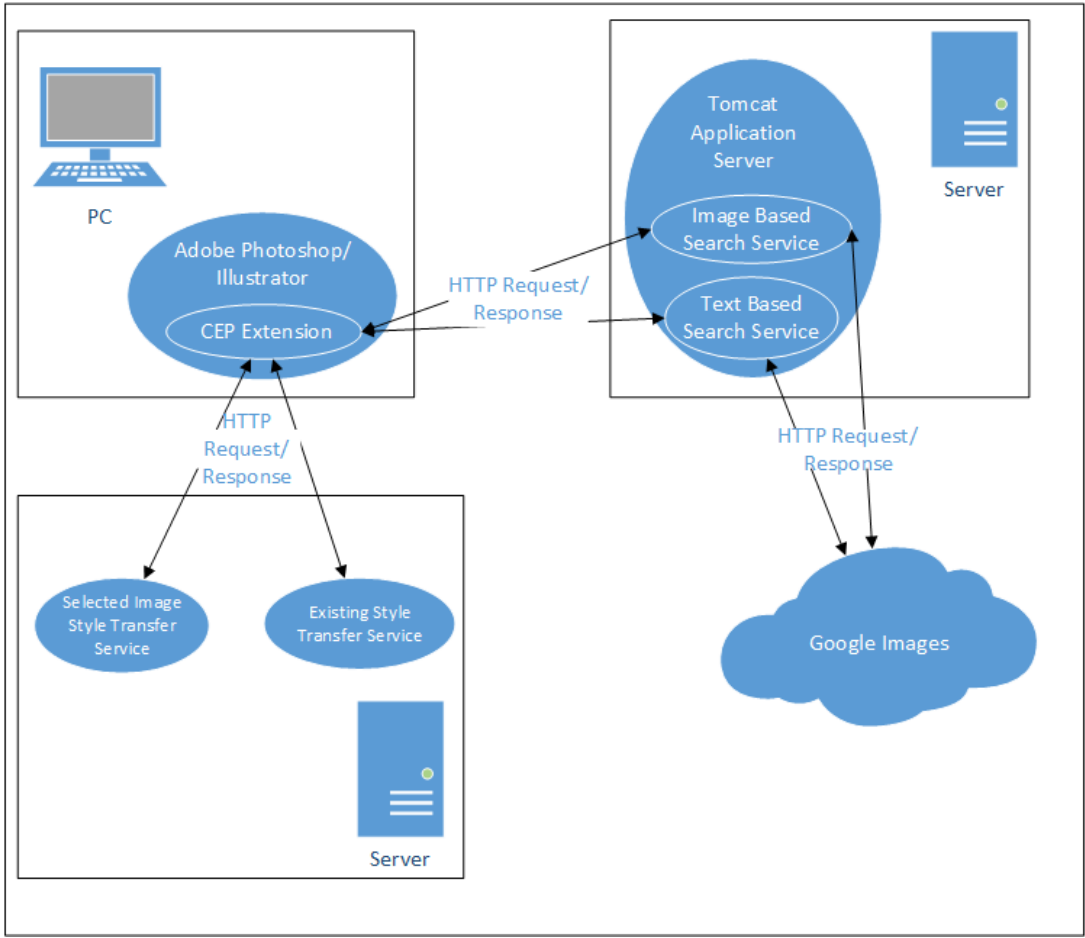 PC
Adobe Photoshop/
Illustrator
CEP Extension
HTTP Request/
Response
Tomcat
Application
Server
Image Based
Search Service
Text Based
Search Service
Server
HTTP
Request/
Response
HTTP Request/
Response
Selected Image
Style Transfer
Service
Existing Style
Transfer Service
Server
Google Images